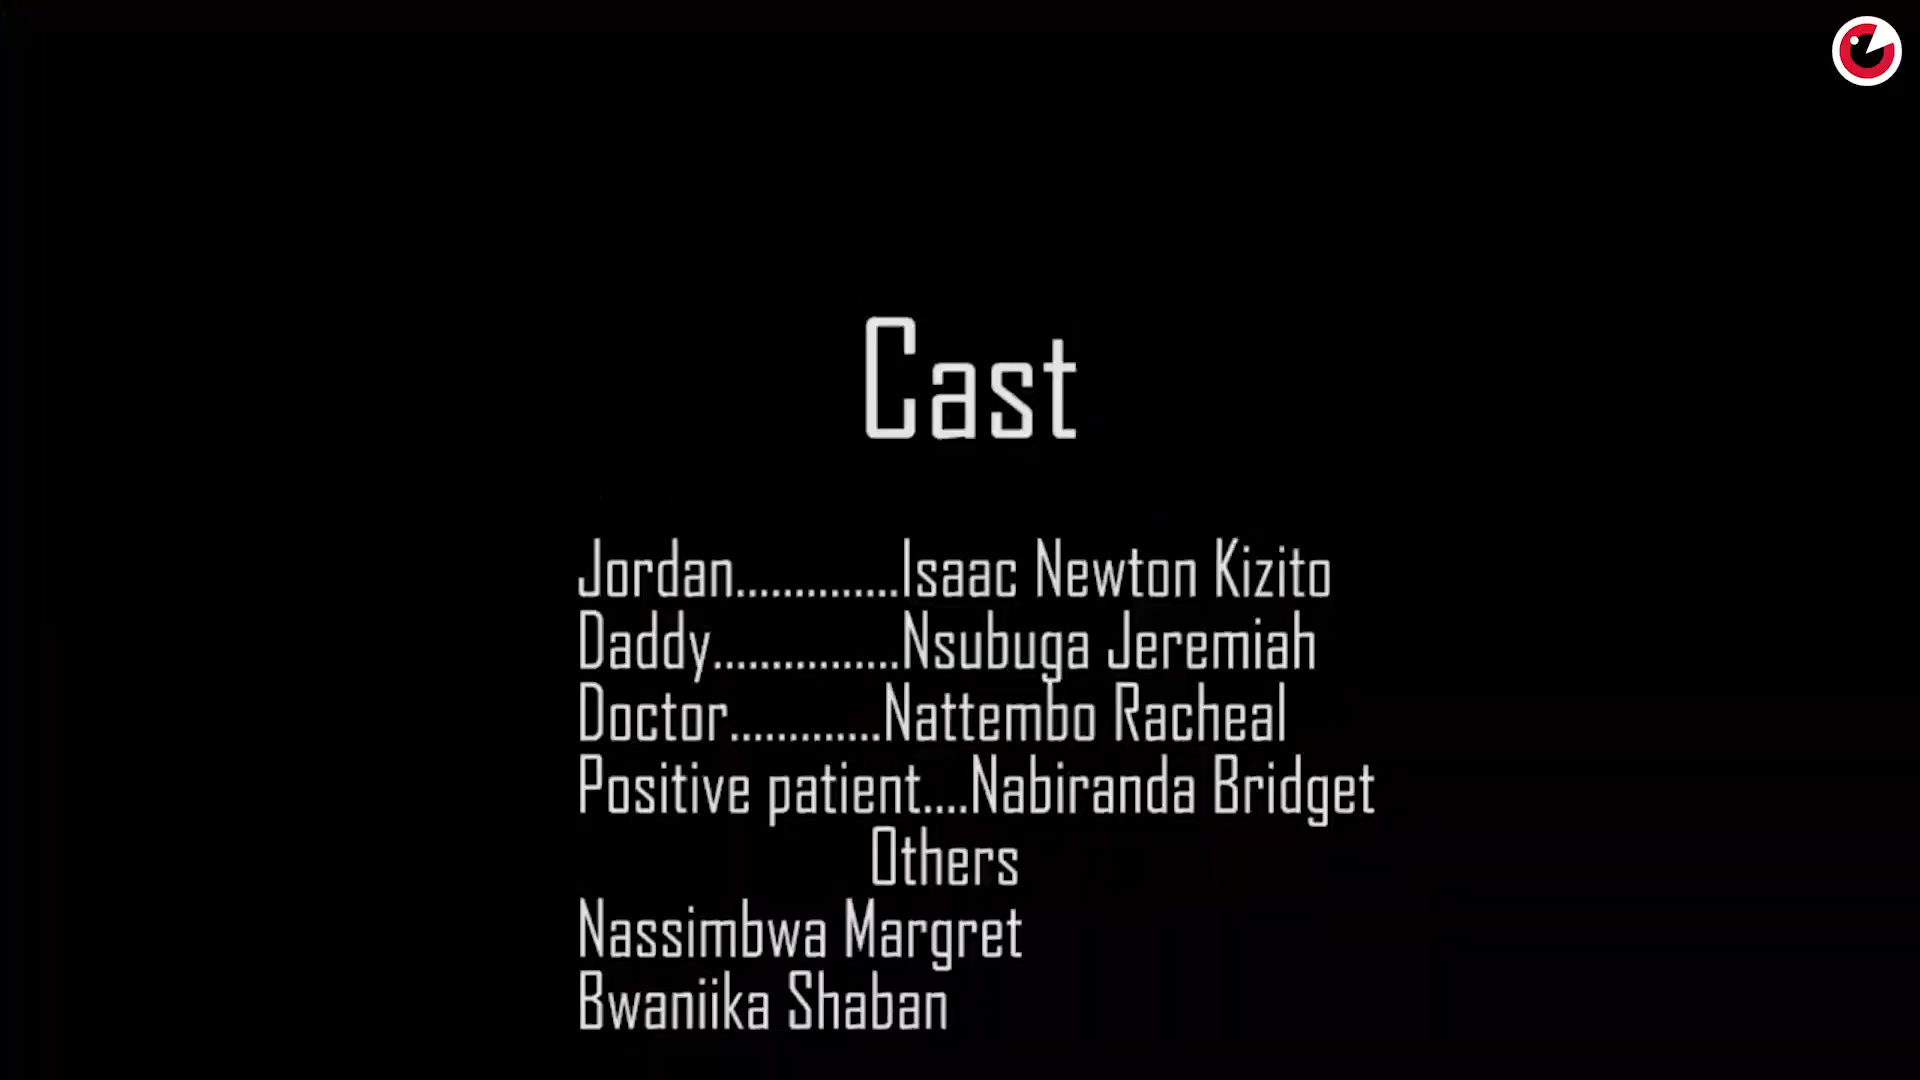 Cast
Jordan..............Isaac Newton Kizito
Daddy................Nsubuga Jeremiah
Doctor.............Nattembo Racheal
Positive patient....Nabiranda Bridget
Others
Nassimbwa Margret
Bwaniika Shaban